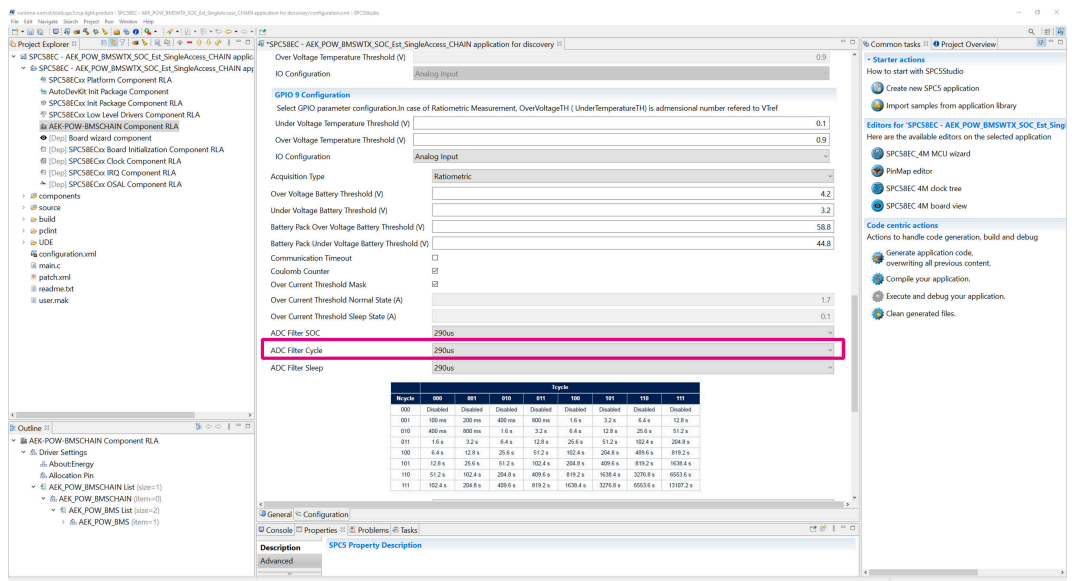 runtime-com.st.tools.spc5.rcp.light.product - SPC58EC - AEK_POW_BMSWTX_SOC_Est_SingleAccess_CHAIN application for discovery/configuration.xml - SPC5Studio
File Edit Navigate Search Project Run Window Help
Project Explorer
SPC58EC - AEK_POW_BMSWTX_SOC_Est_SingleAccess_CHAIN applic
SPC58EC - AEK_POW_BMSWTX_SOC_Est_SingleAccess_CHAIN app
SPC58ECxx Platform Component RLA
AutoDevKit Init Package Component
SPC58ECxx Init Package Component RLA
SPC58ECxx Low Level Drivers Component RLA
AEK-POW-BMSCHAIN Component RLA
[Dep] Board wizard component
[Dep] SPC58ECxx Board Initialization Component RLA
[Dep] SPC58ECxx Clock Component RLA
[Dep] SPC58ECxx IRQ Component RLA
[Dep] SPC58ECxx OSAL Component RLA
components
source
build
pclint
UDE
configuration.xml
main.c
patch.xml
readme.txt
user.mak
Outline
AEK-POW-BMSCHAIN Component RLA
Driver Settings
About:Energy
Allocation Pin
AEK_POW_BMSCHAIN List (size=1)
AEK_POW_BMSCHAIN (item=0)
AEK_POW_BMS List (size=2)
AEK_POW_BMS (item=1)
*SPC58EC - AEK_POW_BMSWTX_SOC_Est_SingleAccess_CHAIN application for discovery
Over Voltage Temperature Threshold (V) 0.9
IO Configuration Analog Input
GPIO 9 Configuration
Select GPIO parameter configuration.In case of Ratiometric Measurement, OverVoltageTH ( UnderTemperatureTH) is admensional number refered to VTref
Under Voltage Temperature Threshold (V) 0.1
Over Voltage Temperature Threshold (V) 0.9
IO Configuration Analog Input
Acquisition Type Ratiometric
Over Voltage Battery Threshold (V) 4.2
Under Voltage Battery Threshold (V) 3.2
Battery Pack Over Voltage Battery Threshold (V) 58.8
Battery Pack Under Voltage Battery Threshold (V) 44.8
Communication Timeout
Coulomb Counter
Over Current Threshold Mask
Over Current Threshold Normal State (A) 1.7
Over Current Threshold Sleep State (A) 0.1
ADC Filter SOC 290us
ADC Filter Cycle 290us
ADC Filter Sleep 290us
Tcycle
Ncycle 000 001 010 011 100 101 110 111
000 Disabled Disabled Disabled Disabled Disabled Disabled Disabled Disabled
001 100 ms 200 ms 400 ms 800 ms 1.6 s 3.2 s 6.4 s 12.8 s
010 400 ms 800 ms 1.6 s 3.2 s 6.4 s 12.8 s 25.6 s 51.2 s
011 1.6 s 3.2 s 6.4 s 12.8 s 25.6 s 51.2 s 102.4 s 204.8 s
100 6.4 s 12.8 s 25.6 s 51.2 s 102.4 s 204.8 s 409.6 s 819.2 s
101 12.8 s 25.6 s 51.2 s 102.4 s 204.8 s 409.6 s 819.2 s 1638.4 s
110 51.2 s 102.4 s 204.8 s 409.6 s 819.2 s 1638.4 s 3276.8 s 6553.6 s
111 102.4 s 204.8 s 409.6 s 819.2 s 1638.4 s 3276.8 s 6553.6 s 13107.2 s
General Configuration
Console Properties Problems Tasks
Description SPC5 Property Description
Advanced
Common tasks Project Overview
Starter actions
How to start with SPC5Studio
Create new SPC5 application
Import samples from application library
Editors for 'SPC58EC - AEK_POW_BMSWTX_SOC_Est_Sing
Here are the available editors on the selected application
SPC58EC_4M MCU wizard
PinMap editor
SPC58EC 4M clock tree
SPC58EC 4M board view
Code centric actions
Actions to handle code generation, build and debug
Generate application code,
overwriting all previous content.
Compile your application.
Execute and debug your application.
Clean generated files.